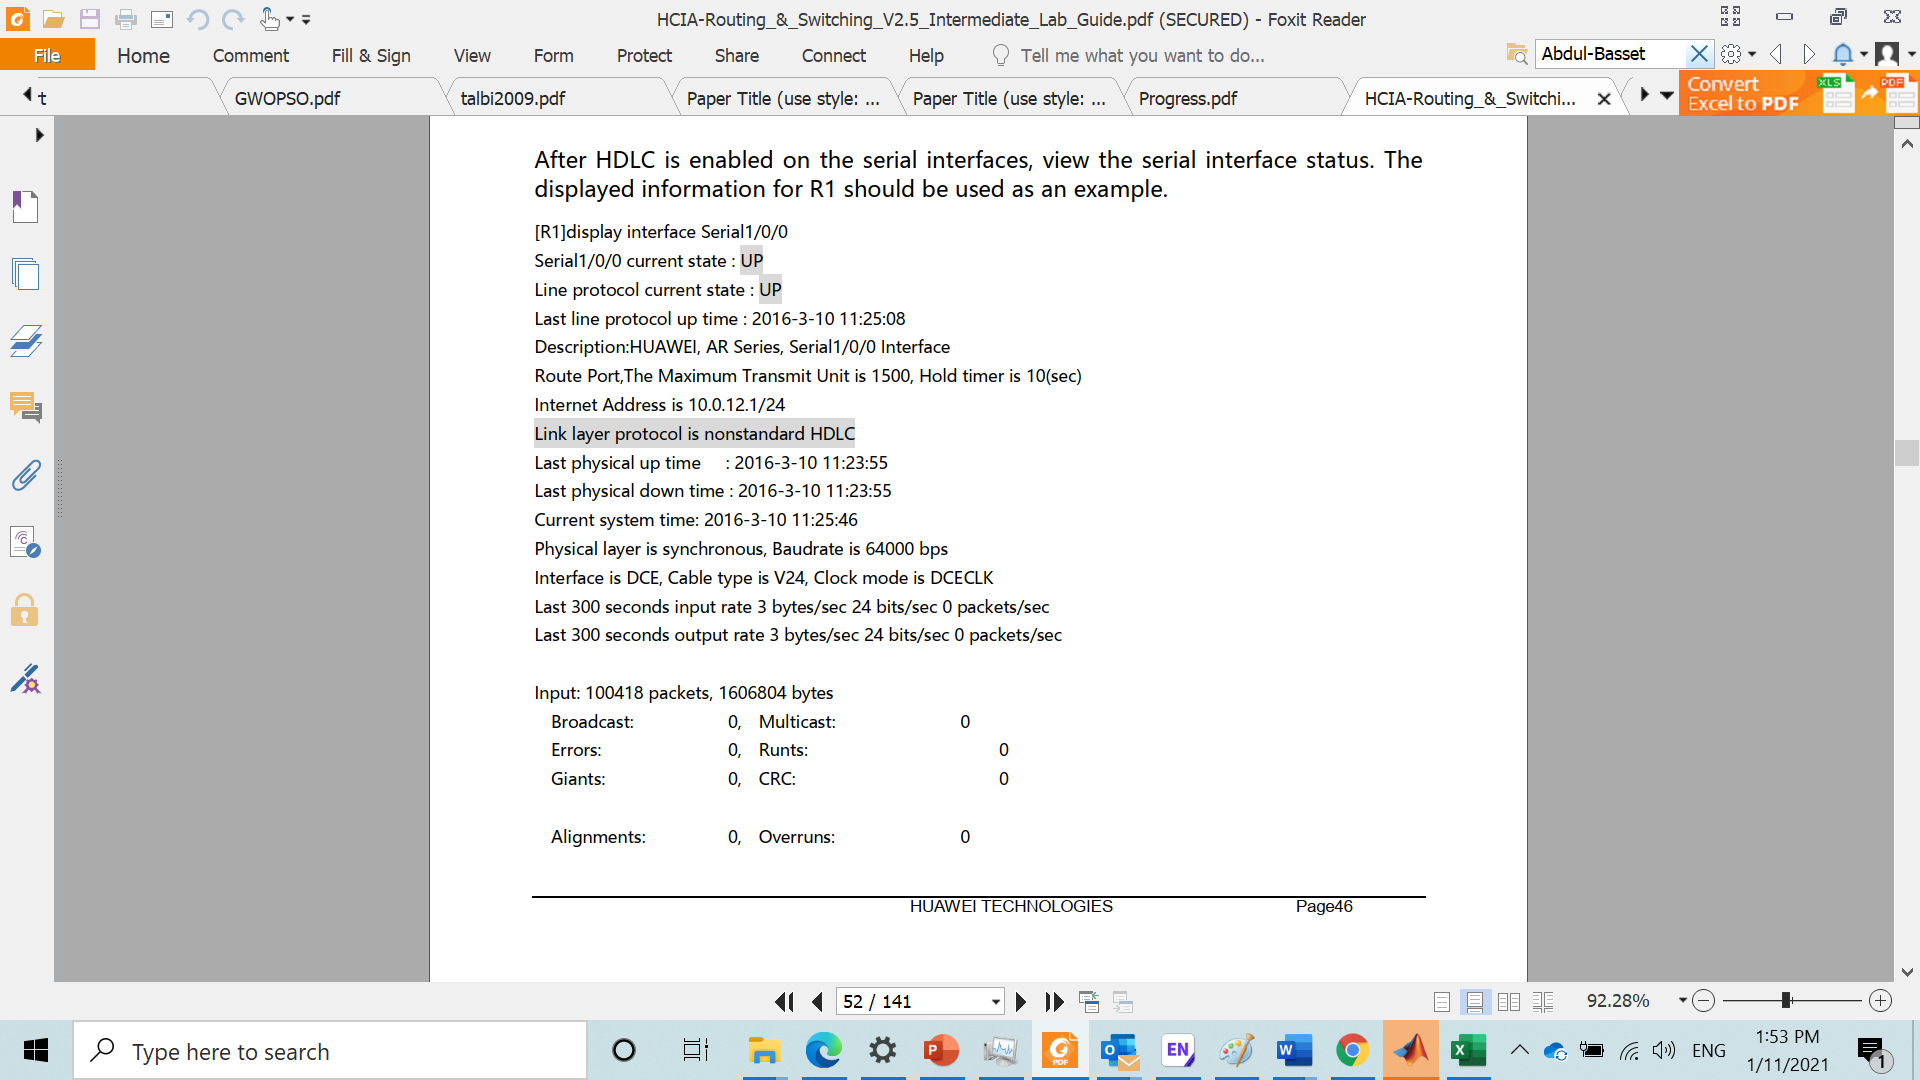 HCIA-Routing_&_Switching_V2.5_Intermediate_Lab_Guide.pdf (SECURED) - Foxit Reader
File Home Comment Fill & Sign View Form Protect Share Connect Help Tell me what you want to do... Abdul-Basset
t GWOPSO.pdf talbi2009.pdf Paper Title (use style: ... Paper Title (use style: ... Progress.pdf HCIA-Routing_&_Switchi... Convert Excel to PDF XLS PDF
After HDLC is enabled on the serial interfaces, view the serial interface status. The
displayed information for R1 should be used as an example.
[R1]display interface Serial1/0/0
Serial1/0/0 current state : UP
Line protocol current state : UP
Last line protocol up time : 2016-3-10 11:25:08
Description:HUAWEI, AR Series, Serial1/0/0 Interface
Route Port,The Maximum Transmit Unit is 1500, Hold timer is 10(sec)
Internet Address is 10.0.12.1/24
Link layer protocol is nonstandard HDLC
Last physical up time : 2016-3-10 11:23:55
Last physical down time : 2016-3-10 11:23:55
Current system time: 2016-3-10 11:25:46
Physical layer is synchronous, Baudrate is 64000 bps
Interface is DCE, Cable type is V24, Clock mode is DCECLK
Last 300 seconds input rate 3 bytes/sec 24 bits/sec 0 packets/sec
Last 300 seconds output rate 3 bytes/sec 24 bits/sec 0 packets/sec
Input: 100418 packets, 1606804 bytes
Broadcast: 0, Multicast: 0
Errors: 0, Runts: 0
Giants: 0, CRC: 0
Alignments: 0, Overruns: 0
HUAWEI TECHNOLOGIES Page46
52 / 141 92.28%
Type here to search EN ENG 1:53 PM
1/11/2021 1